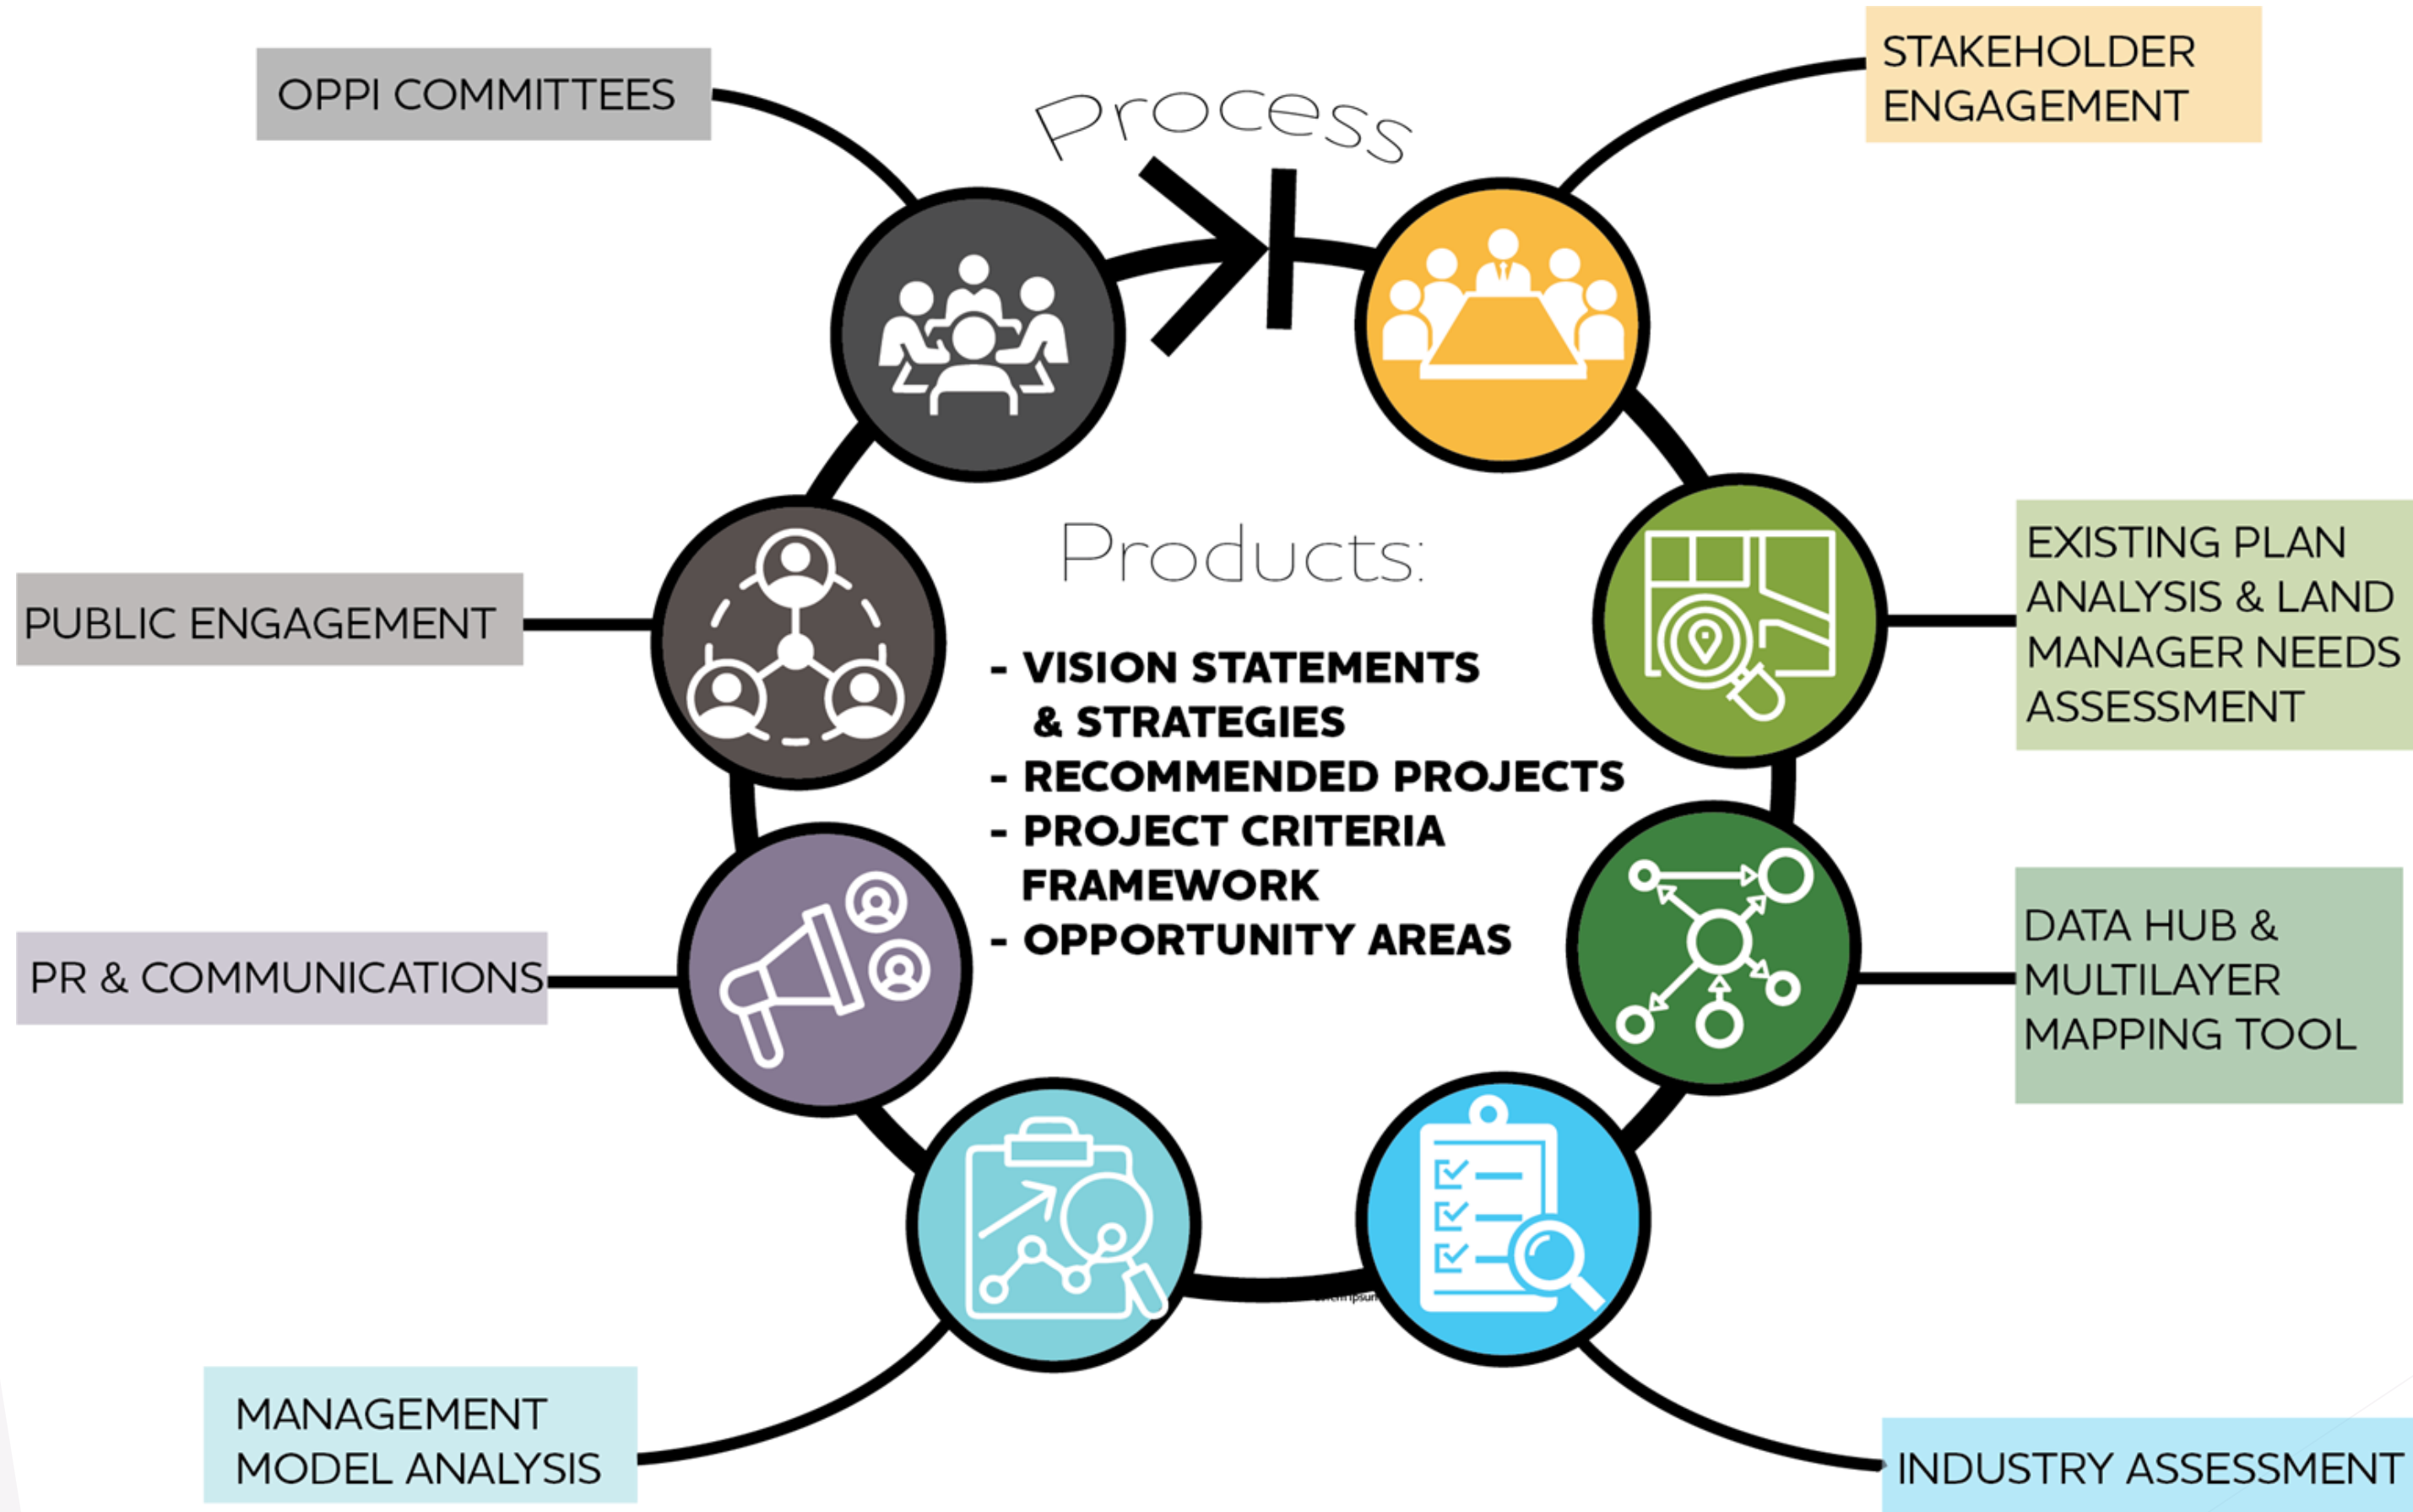 OPPI COMMITTEES
Process
STAKEHOLDER
ENGAGEMENT
EXISTING PLAN
ANALYSIS & LAND
MANAGER NEEDS
ASSESSMENT
DATA HUB &
MULTILAYER
MAPPING TOOL
INDUSTRY ASSESSMENT
MANAGEMENT
MODEL ANALYSIS
PR & COMMUNICATIONS
PUBLIC ENGAGEMENT
Products:
- VISION STATEMENTS
& STRATEGIES
- RECOMMENDED PROJECTS
- PROJECT CRITERIA
FRAMEWORK
- OPPORTUNITY AREAS